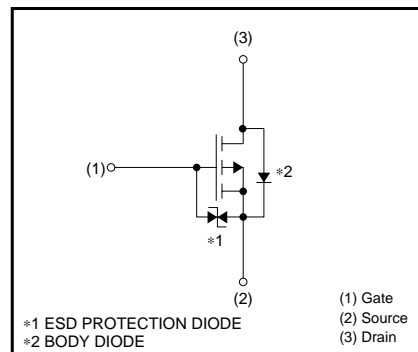 (3)
(1)
∗2
∗1
(2)
∗1 ESD PROTECTION DIODE
∗2 BODY DIODE
(1) Gate
(2) Source
(3) Drain